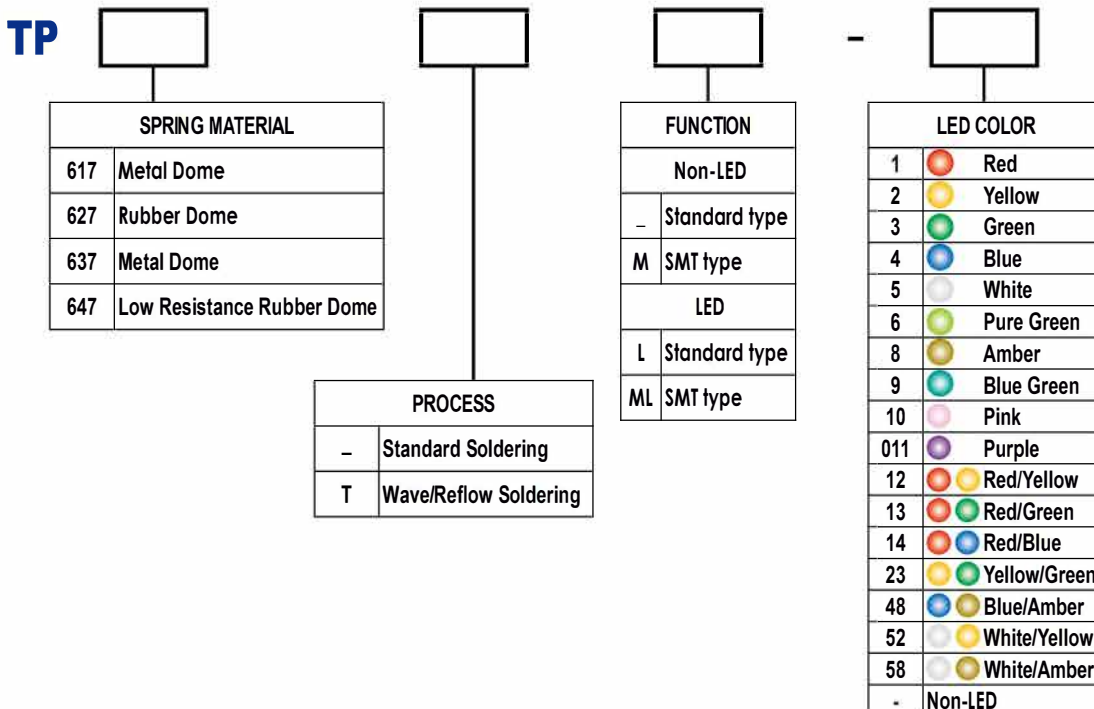 TP –
SPRING MATERIAL
617 Metal Dome
627 Rubber Dome
637 Metal Dome
647 Low Resistance Rubber Dome
PROCESS
– Standard Soldering
T Wave/Reflow Soldering
FUNCTION
Non-LED
_ Standard type
M SMT type
LED
L Standard type
ML SMT type
LED COLOR
1 Red
2 Yellow
3 Green
4 Blue
5 White
6 Pure Green
8 Amber
9 Blue Green
10 Pink
011 Purple
12 Red/Yellow
13 Red/Green
14 Red/Blue
23 Yellow/Green
48 Blue/Amber
52 White/Yellow
58 White/Amber
- Non-LED